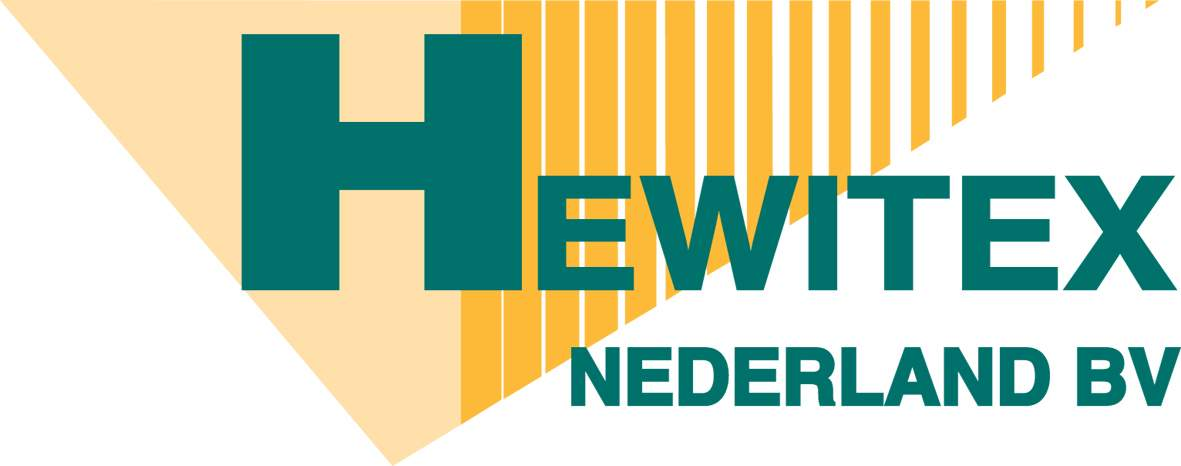 HEWITEX
NEDERLAND BV